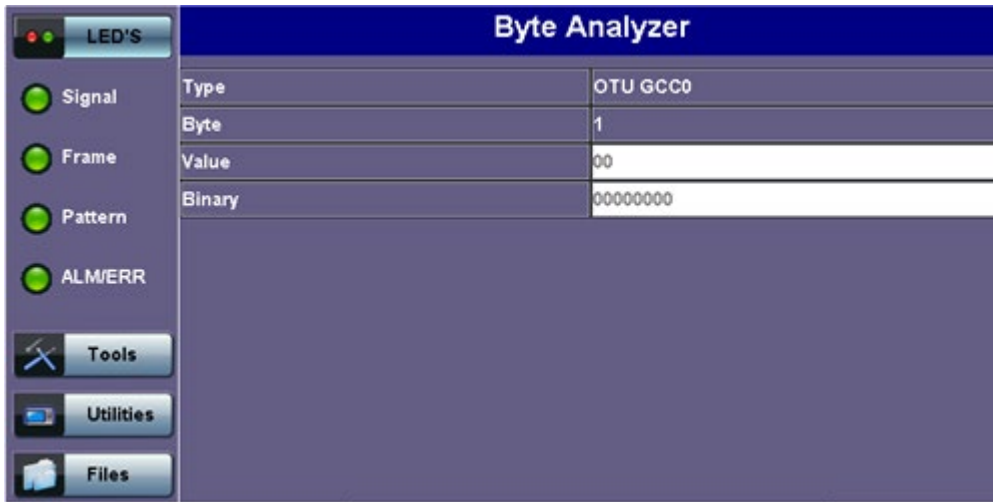 LED'S
Byte Analyzer
Signal
Frame
Pattern
ALM/ERR
Tools
Utilities
Files
Type OTU GCC0
Byte 1
Value 00
Binary 00000000